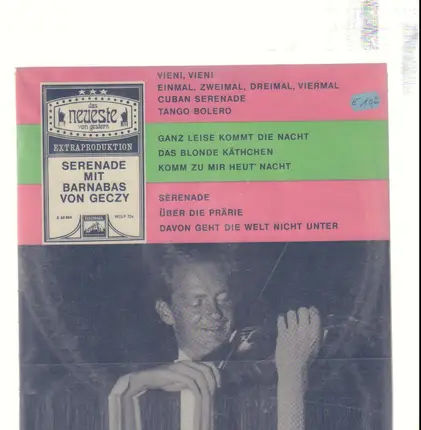 VIENI, VIENI
EINMAL, ZWEIMAL, DREIMAL, VIERMAL
CUBAN SERENADE
TANGO BOLERO
das
neueste
von gestern
EXTRAPRODUKTION
SERENADE
MIT
BARNABAS
VON GECZY
GANZ LEISE KOMMT DIE NACHT
DAS BLONDE KÄTHCHEN
KOMM ZU MIR HEUT' NACHT
SERENADE
ÜBER DIE PRÄRIE
DAVON GEHT DIE WELT NICHT UNTER